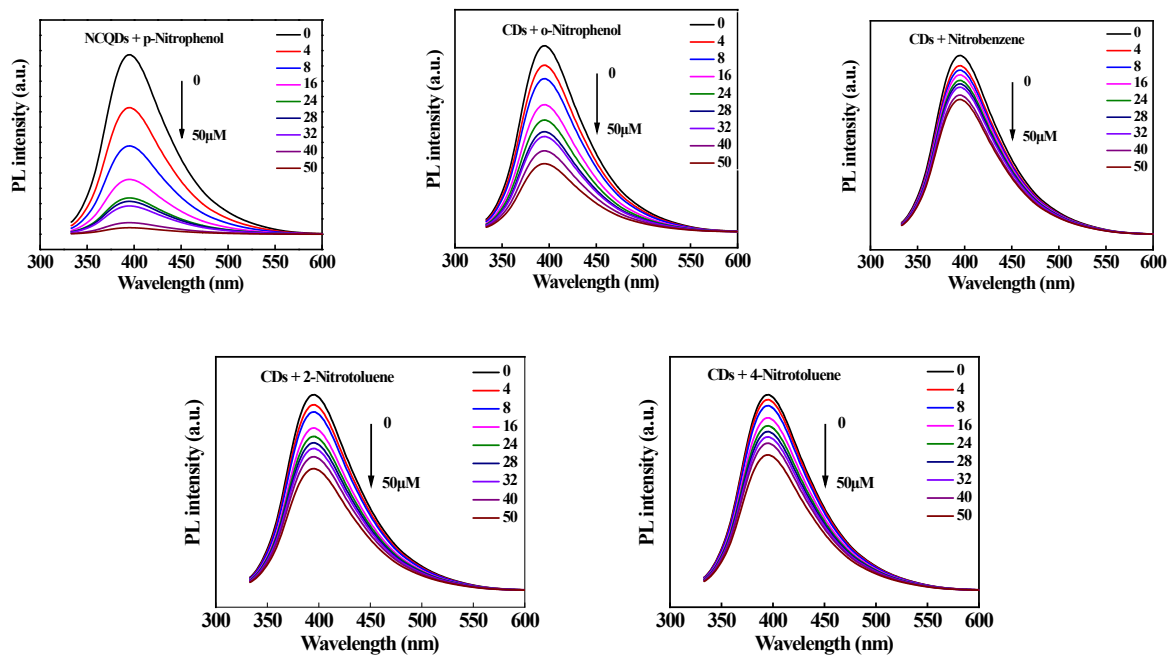 NCQDs + p-Nitrophenol
0
4
8
16
24
28
32
40
50
0
50μM
PL intensity (a.u.)
300 350 400 450 500 550 600
Wavelength (nm)
CDs + o-Nitrophenol
0
4
8
16
24
28
32
40
50
0
50μM
PL intensity (a.u.)
300 350 400 450 500 550 600
Wavelength (nm)
CDs + Nitrobenzene
0
4
8
16
24
28
32
40
50
0
50μM
PL intensity (a.u.)
300 350 400 450 500 550 600
Wavelength (nm)
CDs + 2-Nitrotoluene
0
4
8
16
24
28
32
40
50
0
50μM
PL intensity (a.u.)
300 350 400 450 500 550 600
Wavelength (nm)
CDs + 4-Nitrotoluene
0
4
8
16
24
28
32
40
50
0
50μM
PL intensity (a.u.)
300 350 400 450 500 550 600
Wavelength (nm)